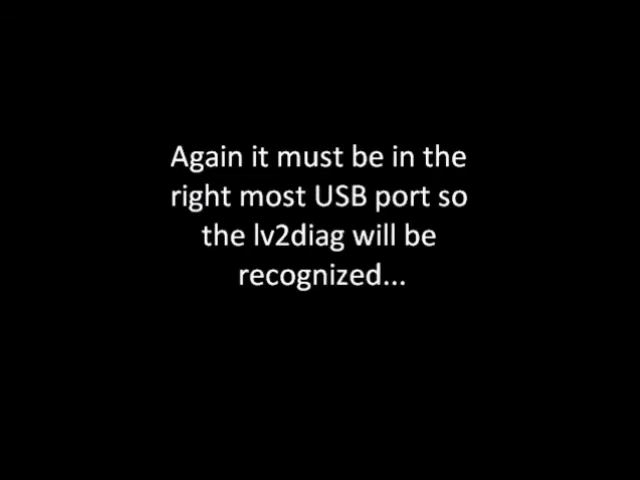 Again it must be in the
right most USB port so
the lv2diag will be
recognized...